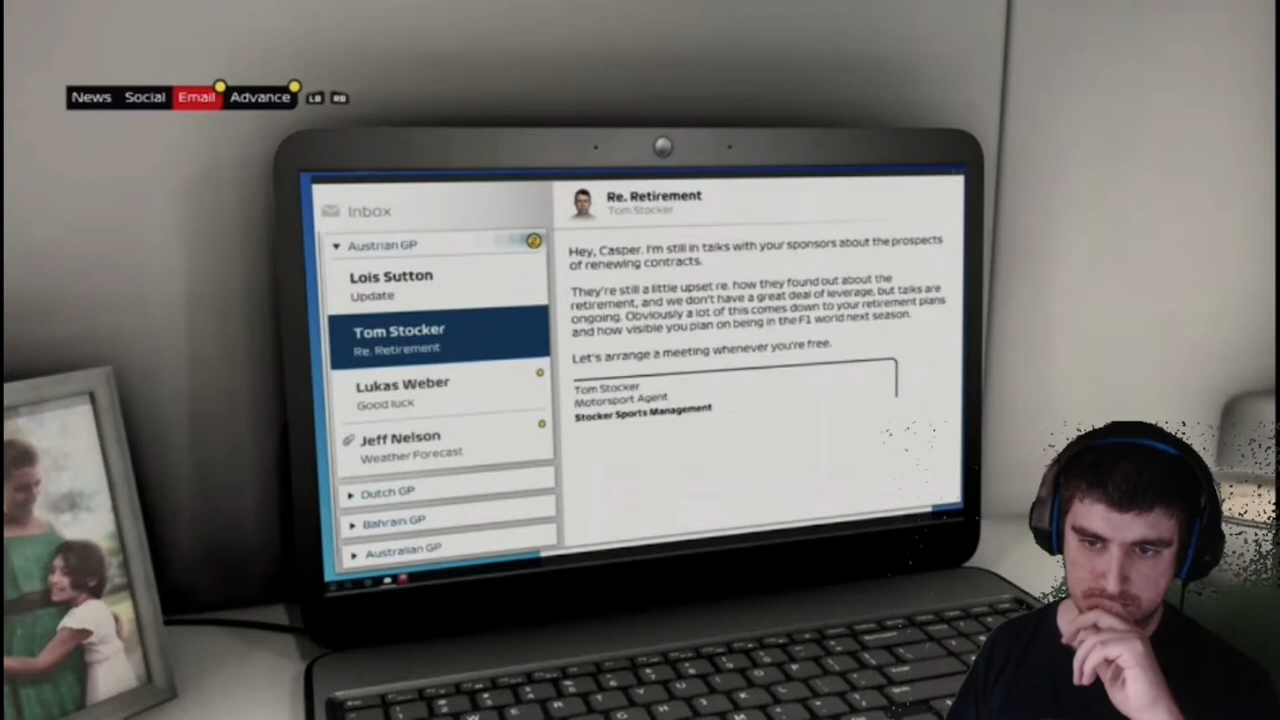 News Social Email Advance LB RB
Inbox
Austrian GP 2
Lois Sutton
Update
Tom Stocker
Re. Retirement
Lukas Weber
Good luck
Jeff Nelson
Weather Forecast
Dutch GP
Bahrain GP
Australian GP
Re. Retirement
Tom Stocker
Hey, Casper. I'm still in talks with your sponsors about the prospects
of renewing contracts.
They're still a little upset re. how they found out about the
retirement, and we don't have a great deal of leverage, but talks are
ongoing. Obviously a lot of this comes down to your retirement plans
and how visible you plan on being in the F1 world next season.
Let's arrange a meeting whenever you're free.
Tom Stocker
Motorsport Agent
Stocker Sports Management